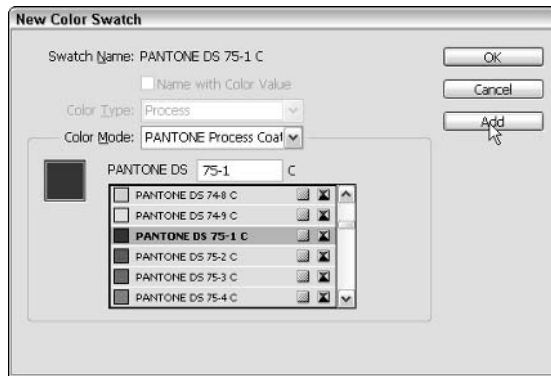 New Color Swatch
Swatch Name: PANTONE DS 75-1 C
OK
Name with Color Value
Cancel
Color Type: Process
Add
Color Mode: PANTONE Process Coat
PANTONE DS 75-1 C
PANTONE DS 74-8 C
PANTONE DS 74-9 C
PANTONE DS 75-1 C
PANTONE DS 75-2 C
PANTONE DS 75-3 C
PANTONE DS 75-4 C